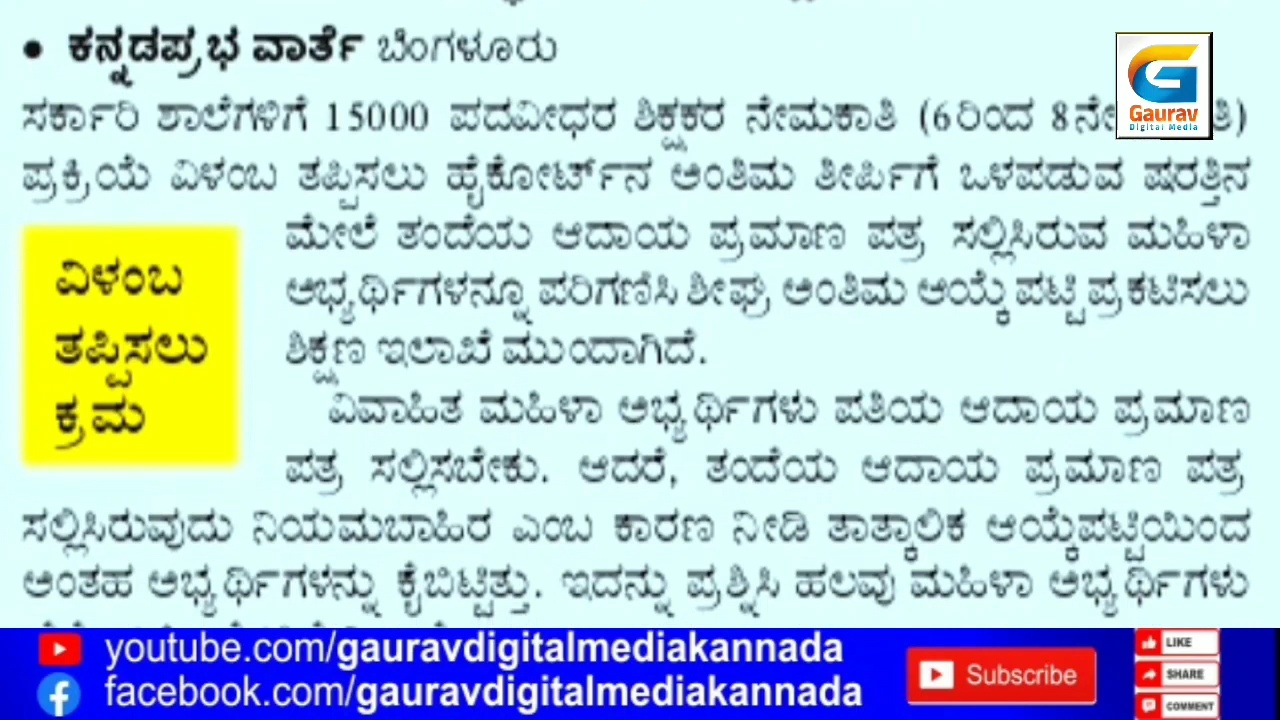 • ಕನ್ನಡಪ್ರಭ ವಾರ್ತೆ ಬೆಂಗಳೂರು
ಸರ್ಕಾರಿ ಶಾಲೆಗಳಿಗೆ 15000 ಪದವೀಧರ ಶಿಕ್ಷಕರ ನೇಮಕಾತಿ (6ರಿಂದ 8ನೇ
ಪ್ರಕ್ರಿಯೆ ವಿಳಂಬ ತಪ್ಪಿಸಲು ಹೈಕೋರ್ಟ್‌ನ ಅಂತಿಮ ತೀರ್ಪಿಗೆ ಒಳಪಡುವ ಷರತ್ತಿನ
ಮೇಲೆ ತಂದೆಯ ಆದಾಯ ಪ್ರಮಾಣ ಪತ್ರ ಸಲ್ಲಿಸಿರುವ ಮಹಿಳಾ
ಅಭ್ಯರ್ಥಿಗಳನ್ನೂ ಪರಿಗಣಿಸಿ ಶೀಘ್ರ ಅಂತಿಮ ಆಯ್ಕೆ ಪಟ್ಟಿ ಪ್ರಕಟಿಸಲು
ಶಿಕ್ಷಣ ಇಲಾಖೆ ಮುಂದಾಗಿದೆ.
ವಿಳಂಬ
ತಪ್ಪಿಸಲು
ಕ್ರಮ
ವಿವಾಹಿತ ಮಹಿಳಾ ಅಭ್ಯರ್ಥಿಗಳು ಪತಿಯ ಆದಾಯ ಪ್ರಮಾಣ
ಪತ್ರ ಸಲ್ಲಿಸಬೇಕು. ಆದರೆ, ತಂದೆಯ ಆದಾಯ ಪ್ರಮಾಣ ಪತ್ರ
ಸಲ್ಲಿಸಿರುವುದು ನಿಯಮಬಾಹಿರ ಎಂಬ ಕಾರಣ ನೀಡಿ ತಾತ್ಕಾಲಿಕ ಆಯ್ಕೆಪಟ್ಟಿಯಿಂದ
ಅಂತಹ ಅಭ್ಯರ್ಥಿಗಳನ್ನು ಕೈಬಿಟ್ಟಿತ್ತು. ಇದನ್ನು ಪ್ರಶ್ನಿಸಿ ಹಲವು ಮಹಿಳಾ ಅಭ್ಯರ್ಥಿಗಳು
G
Gaurav
Digital Media
youtube.com/gauravdigitalmediakannada
facebook.com/gauravdigitalmediakannada
Subscribe
LIKE
SHARE
COMMENT